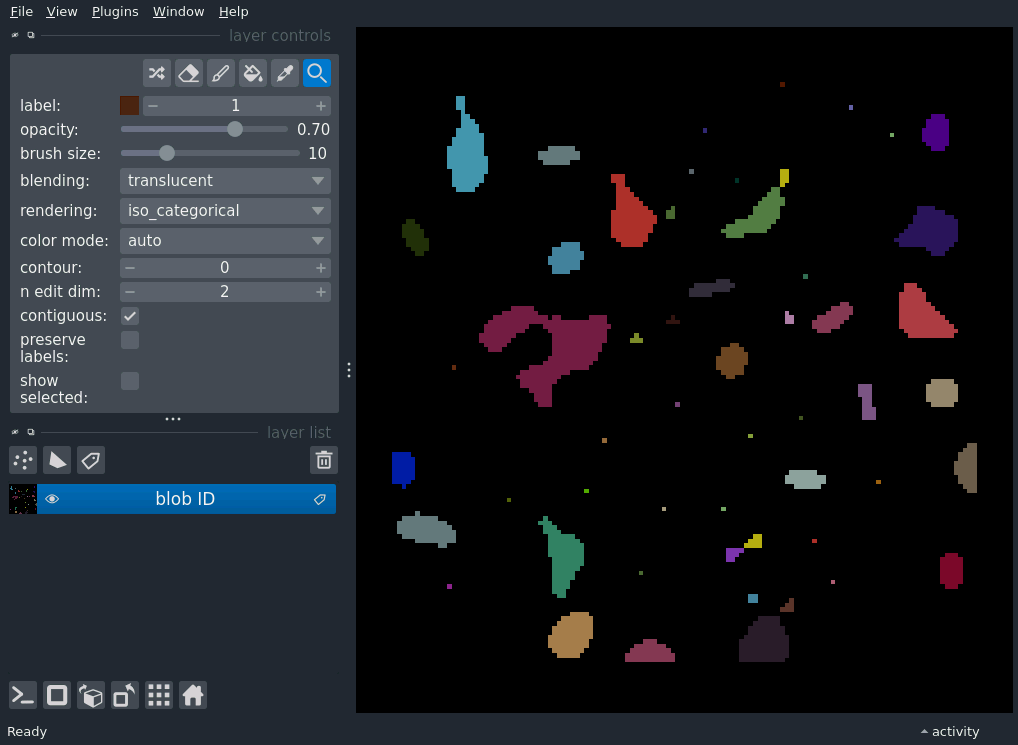 File View Plugins Window Help
layer controls
label: 1
opacity: 0.70
brush size: 10
blending: translucent
rendering: iso_categorical
color mode: auto
contour: 0
n edit dim: 2
contiguous:
preserve
labels:
show
selected:
layer list
blob ID
Ready
activity